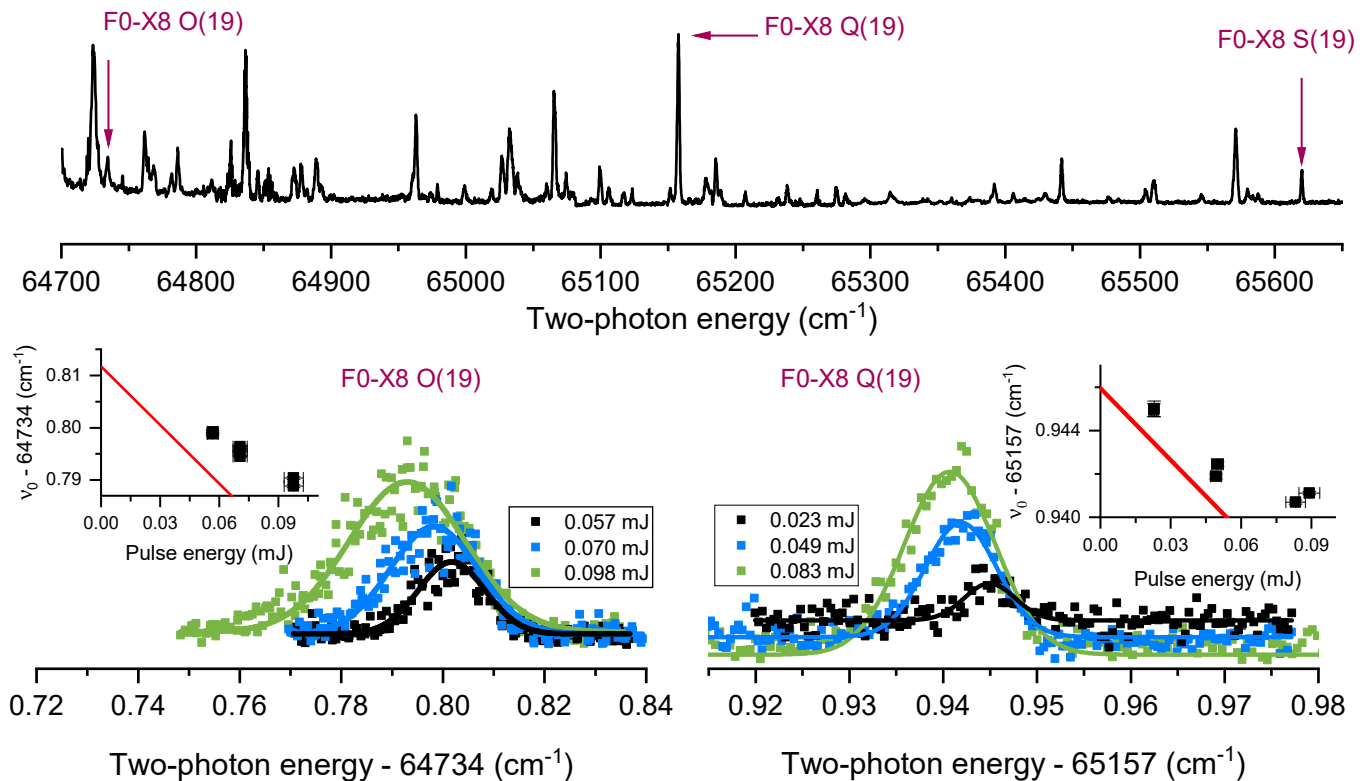 F0-X8 O(19)
F0-X8 Q(19)
F0-X8 S(19)
64700 64800 64900 65000 65100 65200 65300 65400 65500 65600
Two-photon energy (cm⁻¹)
ν₀ - 64734 (cm⁻¹)
0.81
0.80
0.79
0.00 0.03 0.06 0.09
Pulse energy (mJ)
F0-X8 O(19)
0.057 mJ
0.070 mJ
0.098 mJ
0.72 0.74 0.76 0.78 0.80 0.82 0.84
Two-photon energy - 64734 (cm⁻¹)
F0-X8 Q(19)
0.023 mJ
0.049 mJ
0.083 mJ
ν₀ - 65157 (cm⁻¹)
0.944
0.940
0.00 0.03 0.06 0.09
Pulse energy (mJ)
0.92 0.93 0.94 0.95 0.96 0.97 0.98
Two-photon energy - 65157 (cm⁻¹)